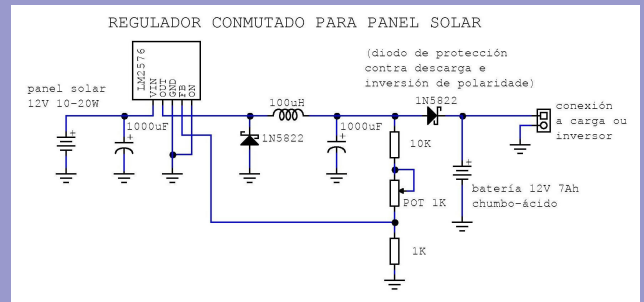 REGULADOR CONMUTADO PARA PANEL SOLAR
LM2576
VIN
OUT
GND
FB
ON
(diodo de protección
contra descarga e
inversión de polaridade)
panel solar
12V 10-20W
1000uF
100uH
1N5822
1000uF
1N5822
conexión
a carga ou
inversor
10K
POT 1K
batería 12V 7Ah
chumbo-ácido
1K